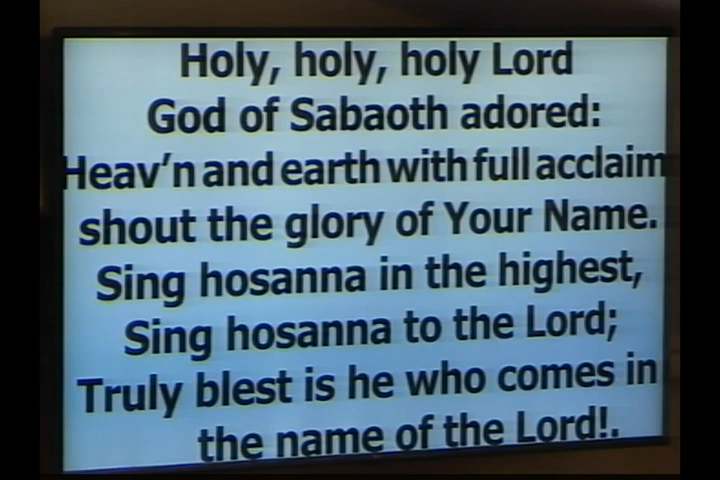 Holy, holy, holy Lord
God of Sabaoth adored:
Heav'n and earth with full acclaim
shout the glory of Your Name.
Sing hosanna in the highest,
Sing hosanna to the Lord;
Truly blest is he who comes in
the name of the Lord!.